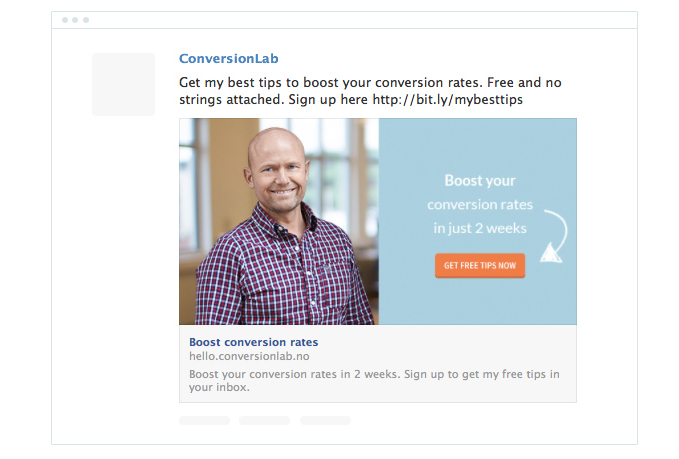 ConversionLab
Get my best tips to boost your conversion rates. Free and no
strings attached. Sign up here http://bit.ly/mybesttips
Boost your
conversion rates
in just 2 weeks
GET FREE TIPS NOW
Boost conversion rates
hello.conversionlab.no
Boost your conversion rates in 2 weeks. Sign up to get my free tips in
your inbox.